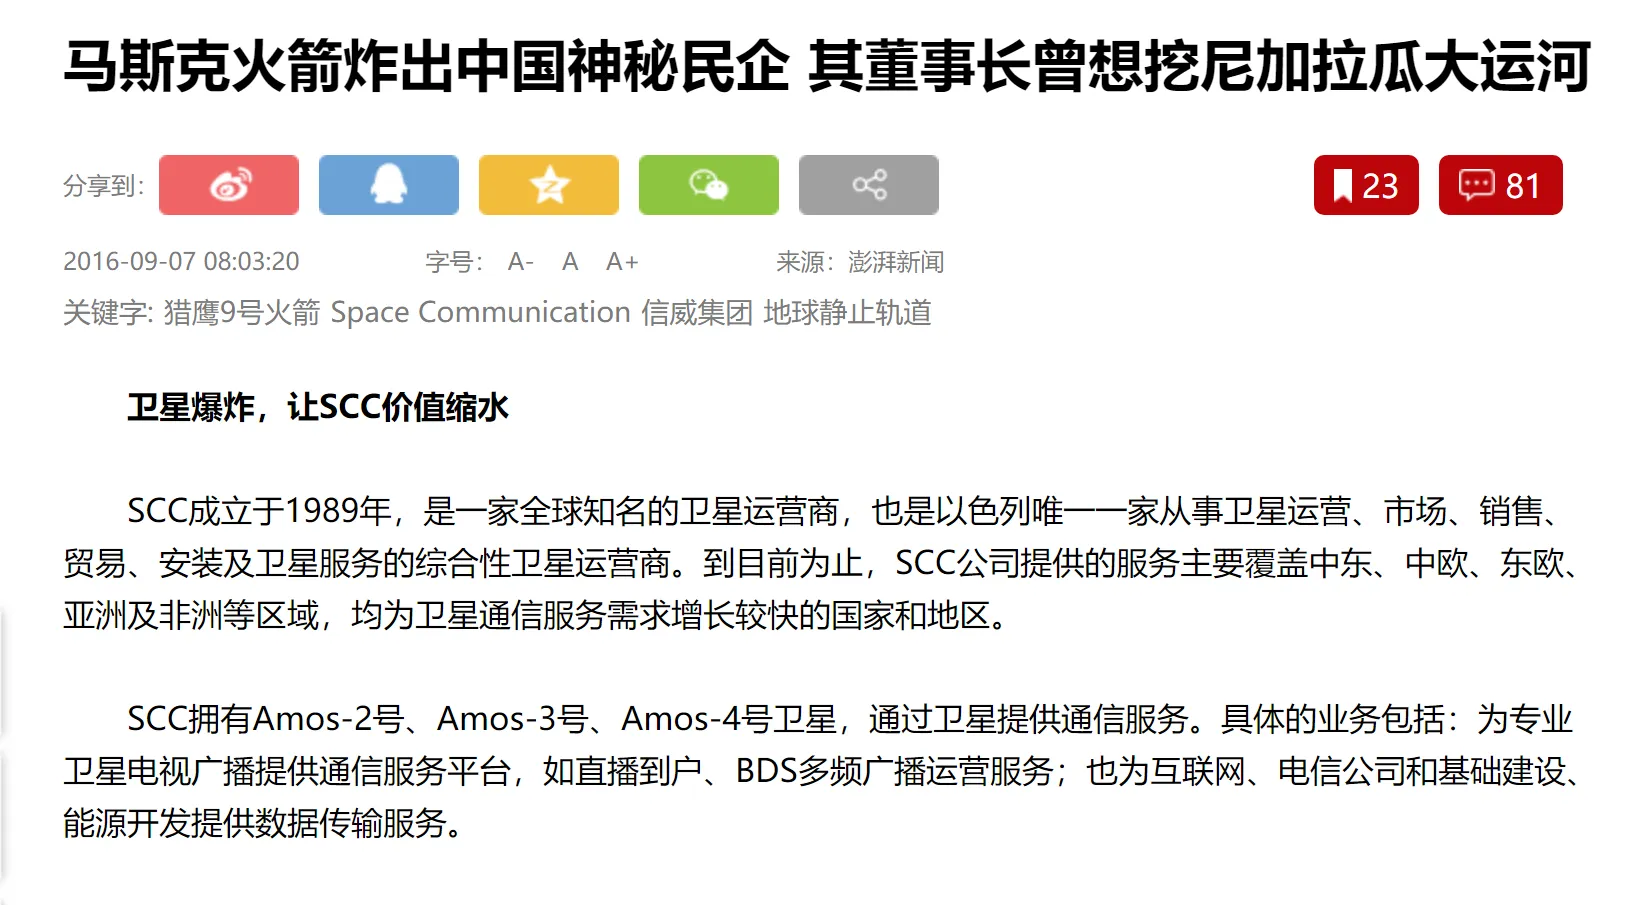 马斯克火箭炸出中国神秘民企 其董事长曾想挖尼加拉瓜大运河
分享到:
23
81
2016-09-07 08:03:20 字号： A- A A+ 来源：澎湃新闻
关键字: 猎鹰9号火箭 Space Communication 信威集团 地球静止轨道
卫星爆炸，让SCC价值缩水
SCC成立于1989年，是一家全球知名的卫星运营商，也是以色列唯一一家从事卫星运营、市场、销售、
贸易、安装及卫星服务的综合性卫星运营商。到目前为止，SCC公司提供的服务主要覆盖中东、中欧、东欧、
亚洲及非洲等区域，均为卫星通信服务需求增长较快的国家和地区。
SCC拥有Amos-2号、Amos-3号、Amos-4号卫星，通过卫星提供通信服务。具体的业务包括：为专业
卫星电视广播提供通信服务平台，如直播到户、BDS多频广播运营服务；也为互联网、电信公司和基础建设、
能源开发提供数据传输服务。